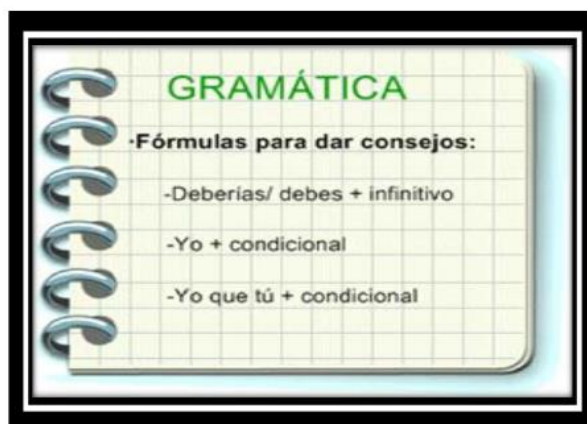 GRAMÁTICA
·Fórmulas para dar consejos:
-Deberías/ debes + infinitivo
-Yo + condicional
-Yo que tú + condicional